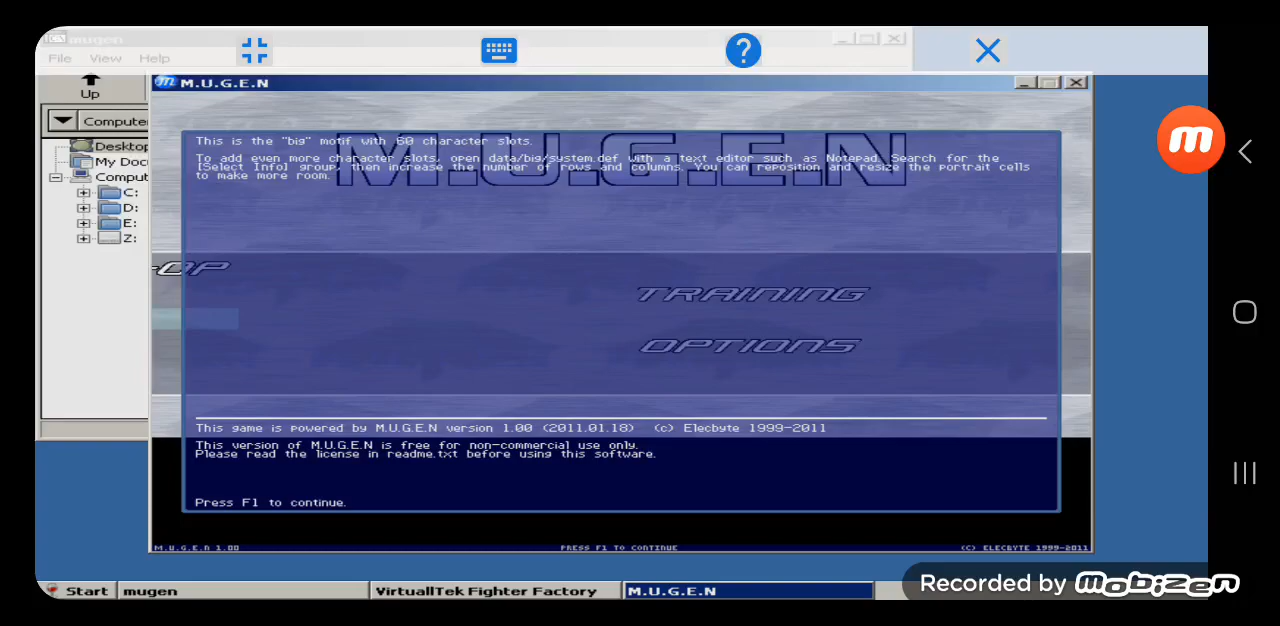 mugen
File View Help
Up
M.U.G.E.N
Compute
Desktop
My Doc
Comput
C:
D:
E:
Z:
M.U.G.E.N
This is the "big" motif with 60 character slots.
To add even more character slots, open data/big/system.def with a text editor such as Notepad. Search for the
[Select Info] group, then increase the number of rows and columns. You can reposition and resize the portrait cells
to make more room.
-OP
TRAINING
OPTIONS
This game is powered by M.U.G.E.N version 1.00 (2011.01.18) (c) Elecbyte 1999-2011
This version of M.U.G.E.N is free for non-commercial use only.
Please read the license in readme.txt before using this software.
Press F1 to continue.
M.U.G.E.N 1.00 PRESS F1 TO CONTINUE (C) ELECBYTE 1999-2011
Start mugen VirtuallTek Fighter Factory M.U.G.E.N
Recorded by mobizen